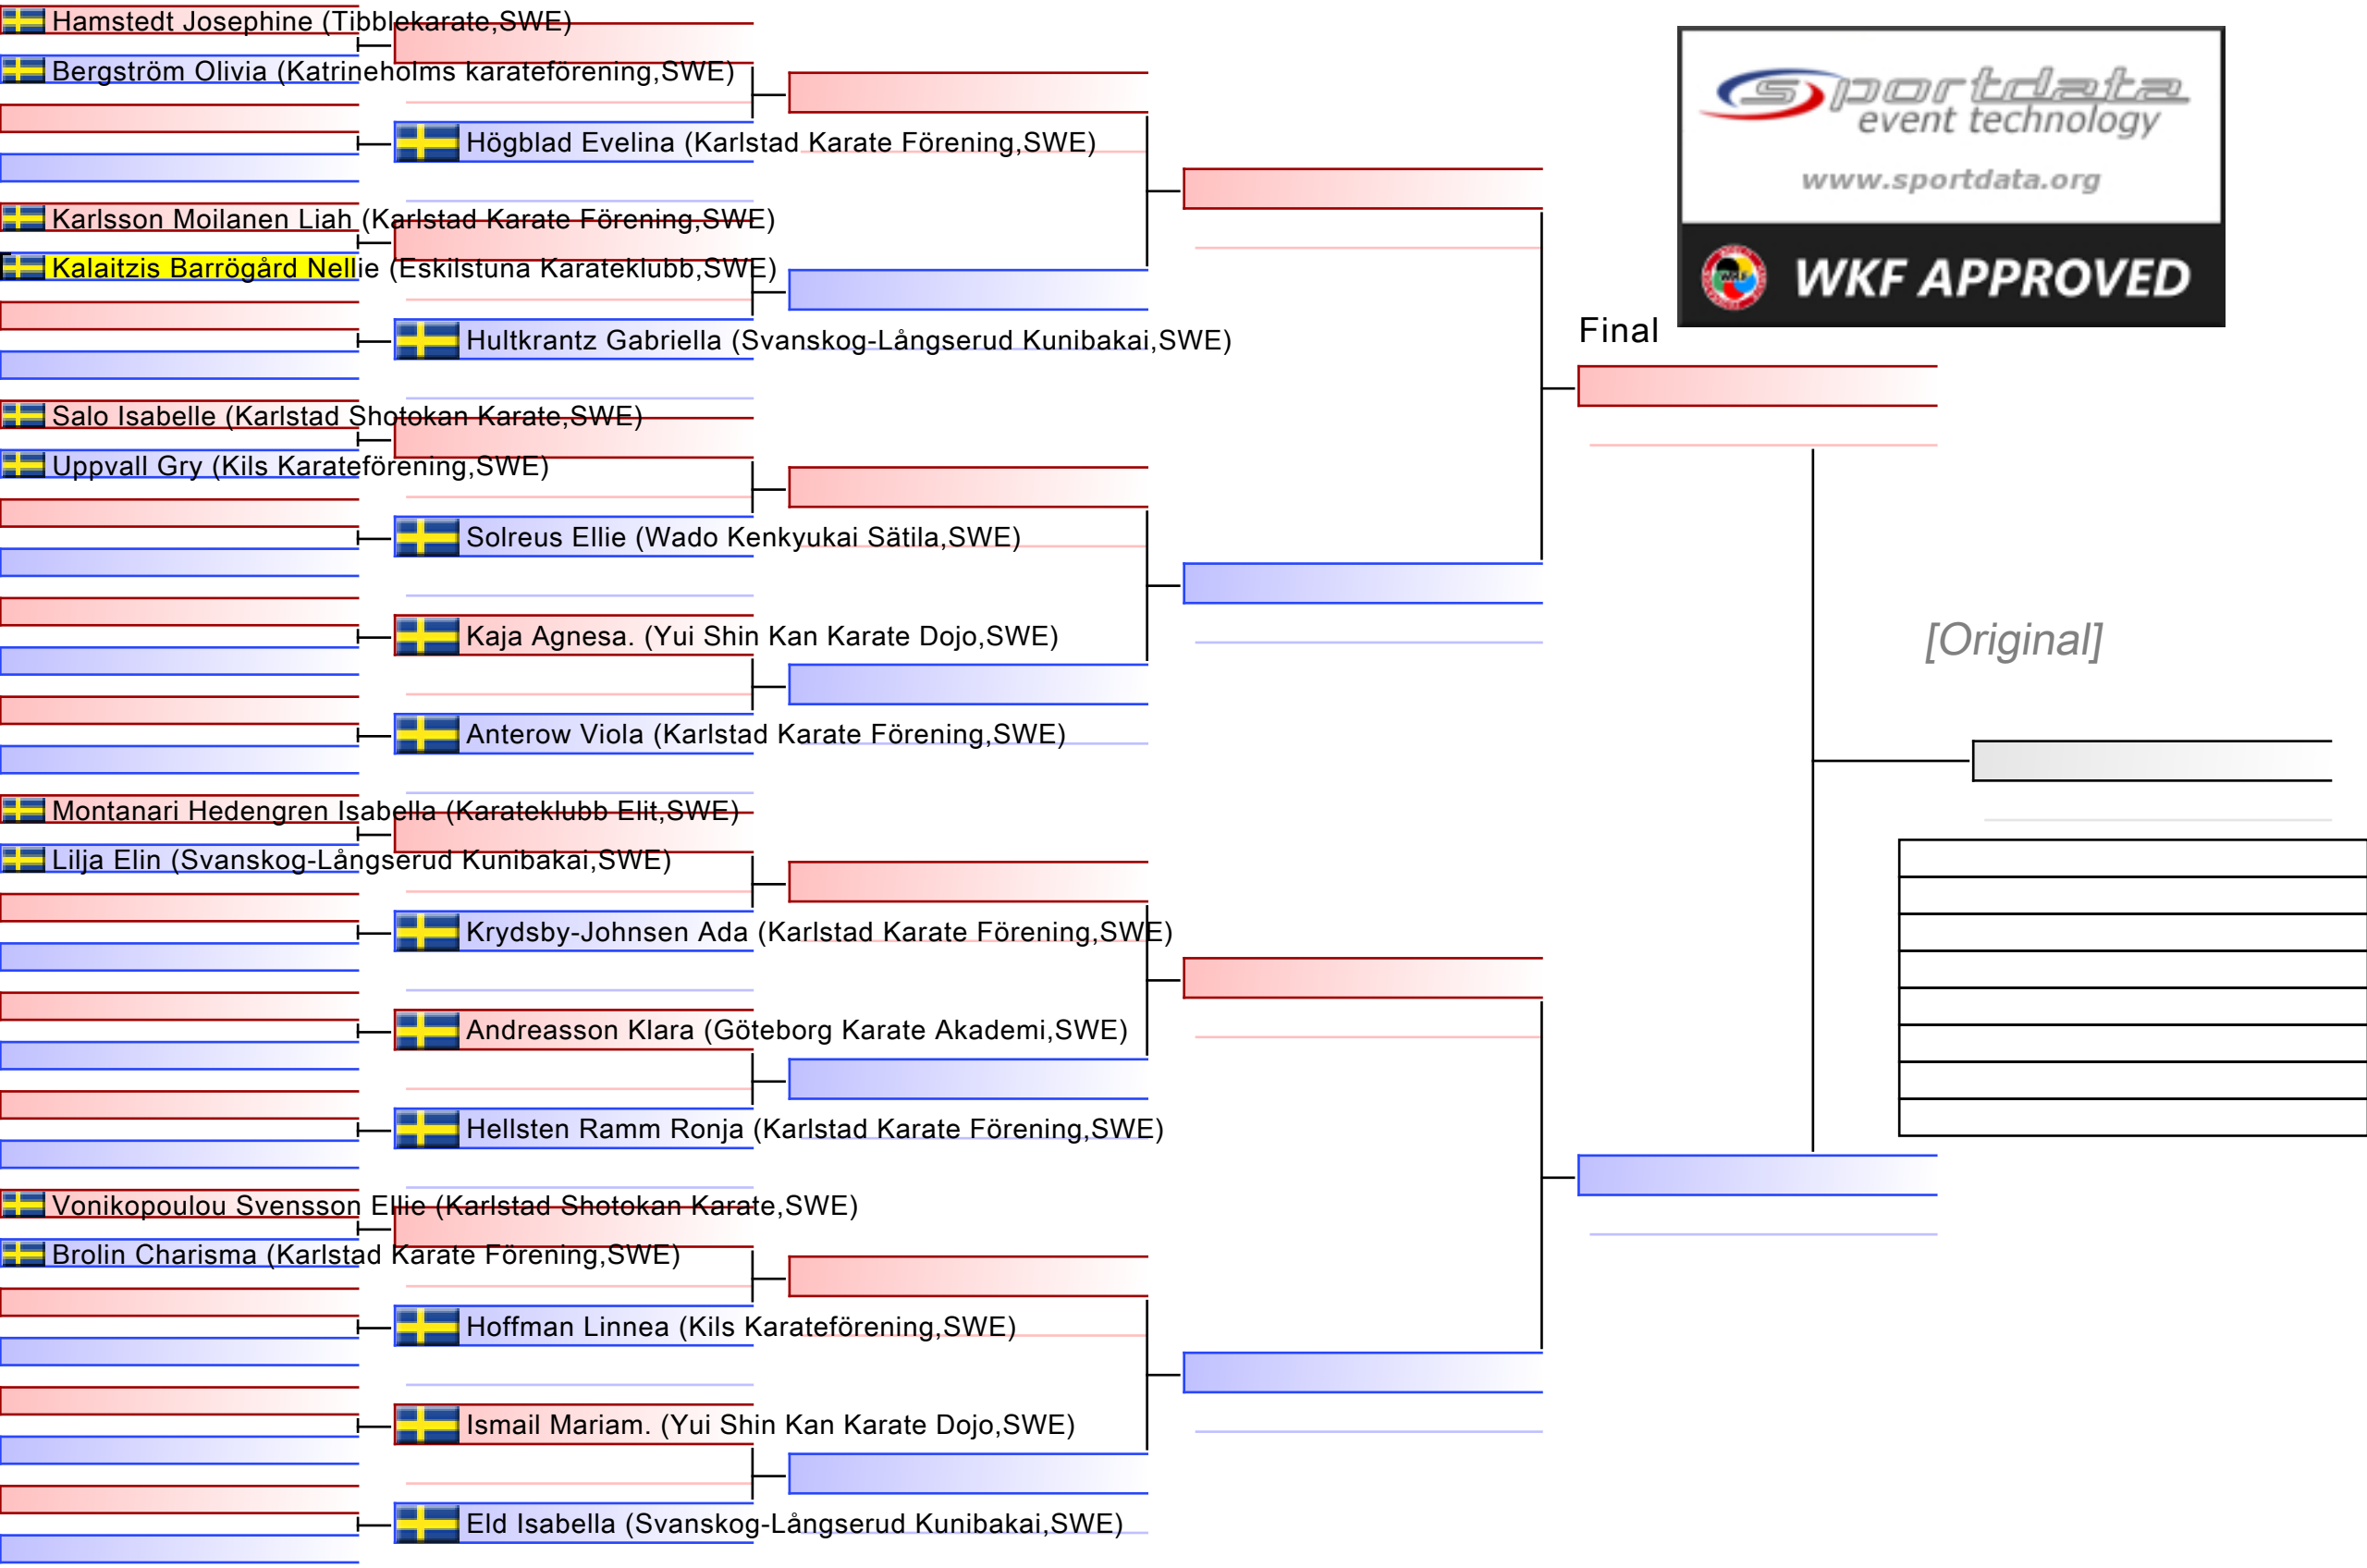 Hamstedt Josephine (Tibblekarate,SWE)
Bergström Olivia (Katrineholms karateförening,SWE)
Högblad Evelina (Karlstad Karate Förening,SWE)
Karlsson Moilanen Liah (Karlstad Karate Förening,SWE)
Kalaitzis Barrögård Nellie (Eskilstuna Karateklubb,SWE)
Hultkrantz Gabriella (Svanskog-Långserud Kunibakai,SWE)
Salo Isabelle (Karlstad Shotokan Karate,SWE)
Uppvall Gry (Kils Karateförening,SWE)
Solreus Ellie (Wado Kenkyukai Sätila,SWE)
Kaja Agnesa. (Yui Shin Kan Karate Dojo,SWE)
Anterow Viola (Karlstad Karate Förening,SWE)
Montanari Hedengren Isabella (Karateklubb Elit,SWE)
Lilja Elin (Svanskog-Långserud Kunibakai,SWE)
Krydsby-Johnsen Ada (Karlstad Karate Förening,SWE)
Andreasson Klara (Göteborg Karate Akademi,SWE)
Hellsten Ramm Ronja (Karlstad Karate Förening,SWE)
Vonikopoulou Svensson Ellie (Karlstad Shotokan Karate,SWE)
Brolin Charisma (Karlstad Karate Förening,SWE)
Hoffman Linnea (Kils Karateförening,SWE)
Ismail Mariam. (Yui Shin Kan Karate Dojo,SWE)
Eld Isabella (Svanskog-Långserud Kunibakai,SWE)
sportdata
event technology
www.sportdata.org
WKF
WKF APPROVED
Final
[Original]